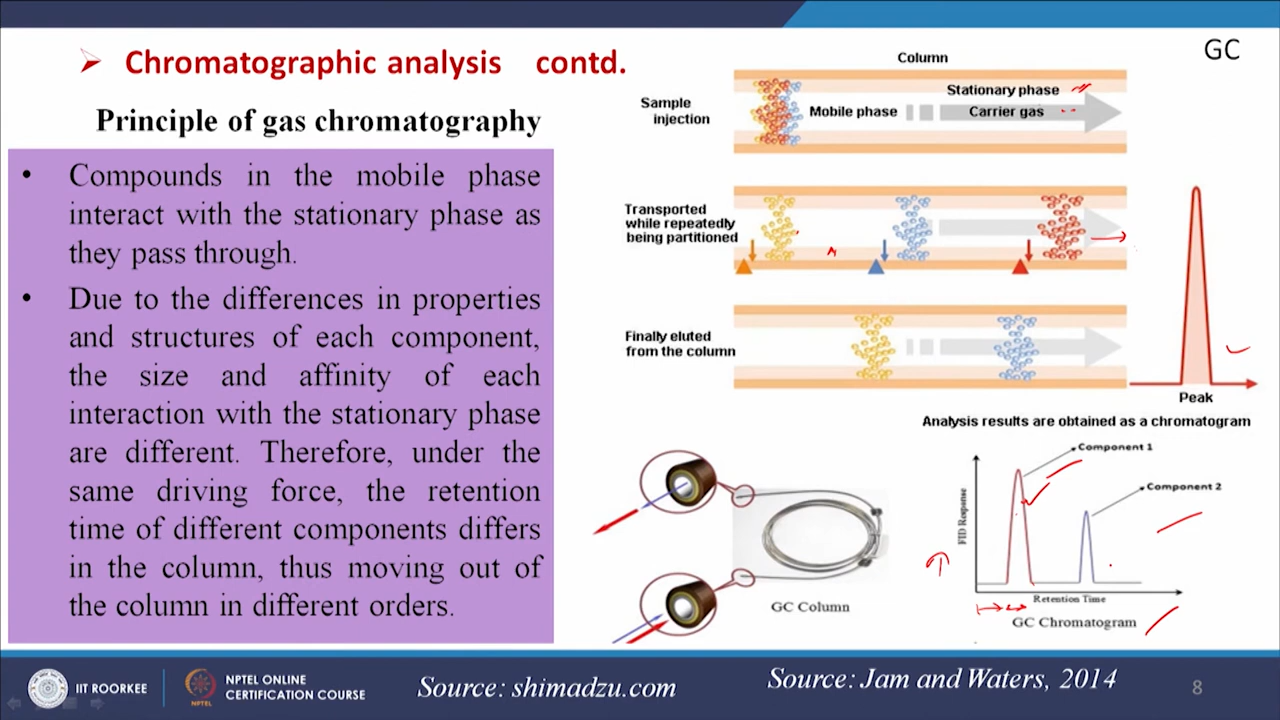 Chromatographic analysis contd.
GC
Principle of gas chromatography
• Compounds in the mobile phase
interact with the stationary phase as
they pass through.
• Due to the differences in properties
and structures of each component,
the size and affinity of each
interaction with the stationary phase
are different. Therefore, under the
same driving force, the retention
time of different components differs
in the column, thus moving out of
the column in different orders.
Column
Sample
injection
Mobile phase
Stationary phase
Carrier gas
Transported
while repeatedly
being partitioned
Finally eluted
from the column
Peak
Analysis results are obtained as a chromatogram
GC Column
Component 1
Component 2
FID Response
Retention Time
GC Chromatogram
IIT ROORKEE
NPTEL
NPTEL ONLINE
CERTIFICATION COURSE
Source: shimadzu.com
Source: Jam and Waters, 2014
8